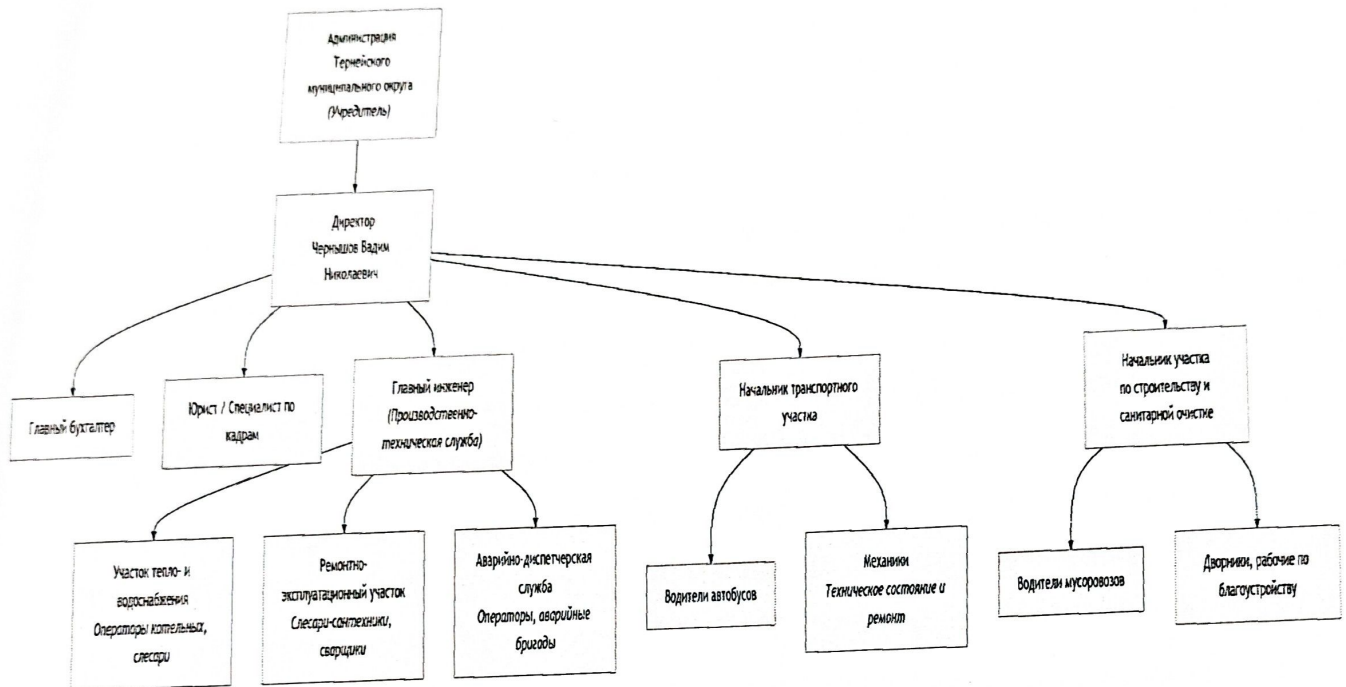 Администрация
Тернейского
муниципального округа
(Учредитель)
Директор
Чернышов Вадим
Николаевич
Главный бухгалтер
Юрист / Специалист по
кадрам
Главный инженер
(Производственно-
техническая служба)
Начальник транспортного
участка
Начальник участка
по строительству и
санитарной очистке
Участок тепло- и
водоснабжения
Операторы котельных,
слесари
Ремонтно-
эксплуатационный участок
Слесари-сантехники,
сварщики
Аварийно-диспетчерская
служба
Операторы, аварийные
бригады
Водители автобусов
Механики
Техническое состояние и
ремонт
Водители мусоровозов
Дворники, рабочие по
благоустройству